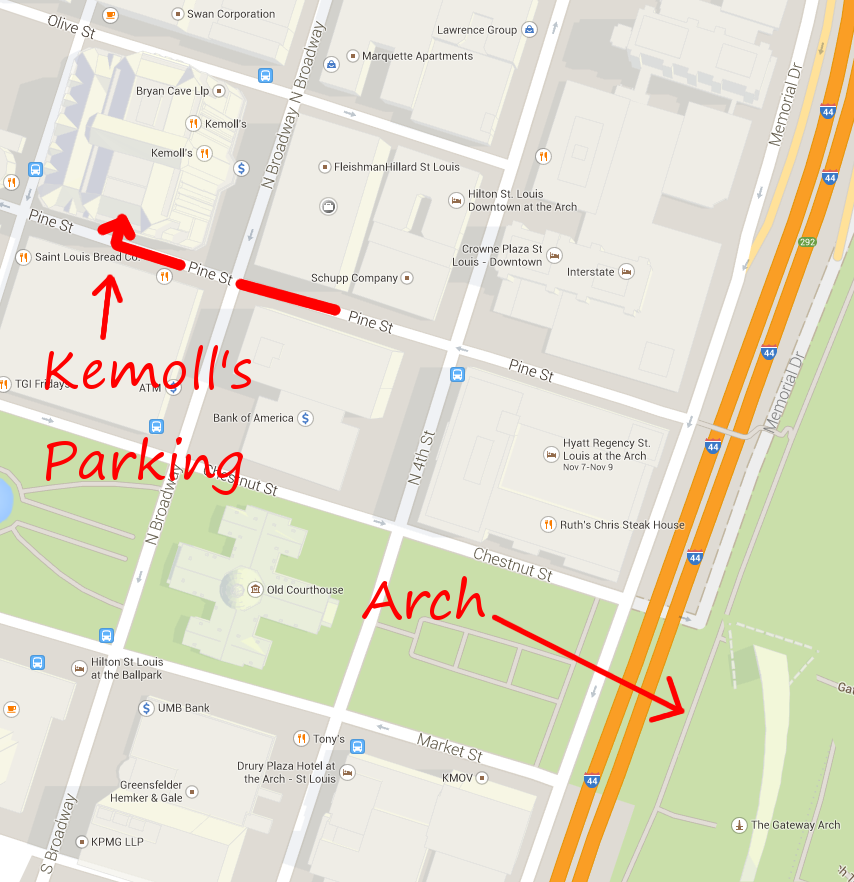 Olive St
Swan Corporation
Lawrence Group
Marquette Apartments
N Broadway
N Broadway
Memorial Dr
Bryan Cave Llp
Kemoll's
Kemoll's
44
FleishmanHillard St Louis
44
Hilton St. Louis
Downtown at the Arch
Pine St
292
Saint Louis Bread Co.
Pine St
Schupp Company
Crowne Plaza St
Louis - Downtown
Interstate
Pine St
44
Kemoll's
TGI Fridays
ATM
Pine St
Memorial Dr
Bank of America
N 4th St
Hyatt Regency St.
Louis at the Arch
Nov 7-Nov 9
44
Parking
Chestnut St
N Broadway
Ruth's Chris Steak House
44
Chestnut St
Old Courthouse
Arch
Hilton St Louis
at the Ballpark
UMB Bank
Tony's
Market St
Drury Plaza Hotel at
the Arch - St Louis
KMOV
44
Greensfelder
Hemker & Gale
S Broadway
KPMG LLP
The Gateway Arch